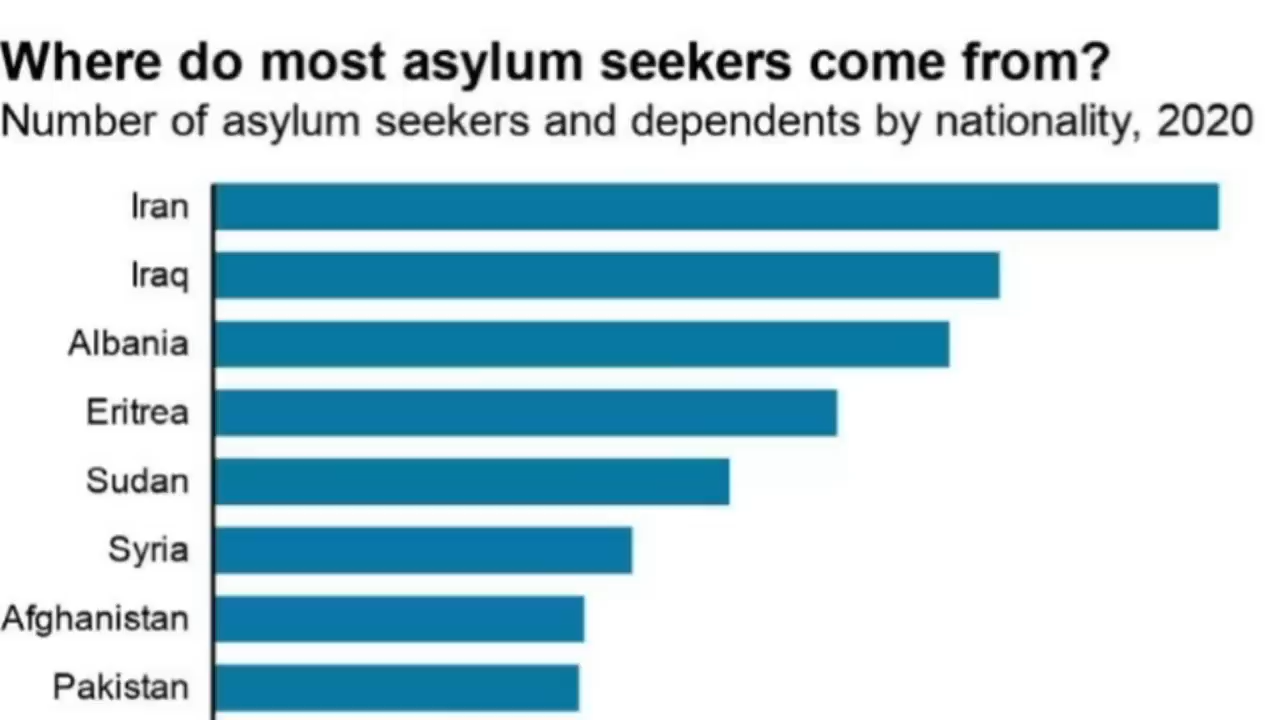 Where do most asylum seekers come from?
Number of asylum seekers and dependents by nationality, 2020
Iran
Iraq
Albania
Eritrea
Sudan
Syria
Afghanistan
Pakistan